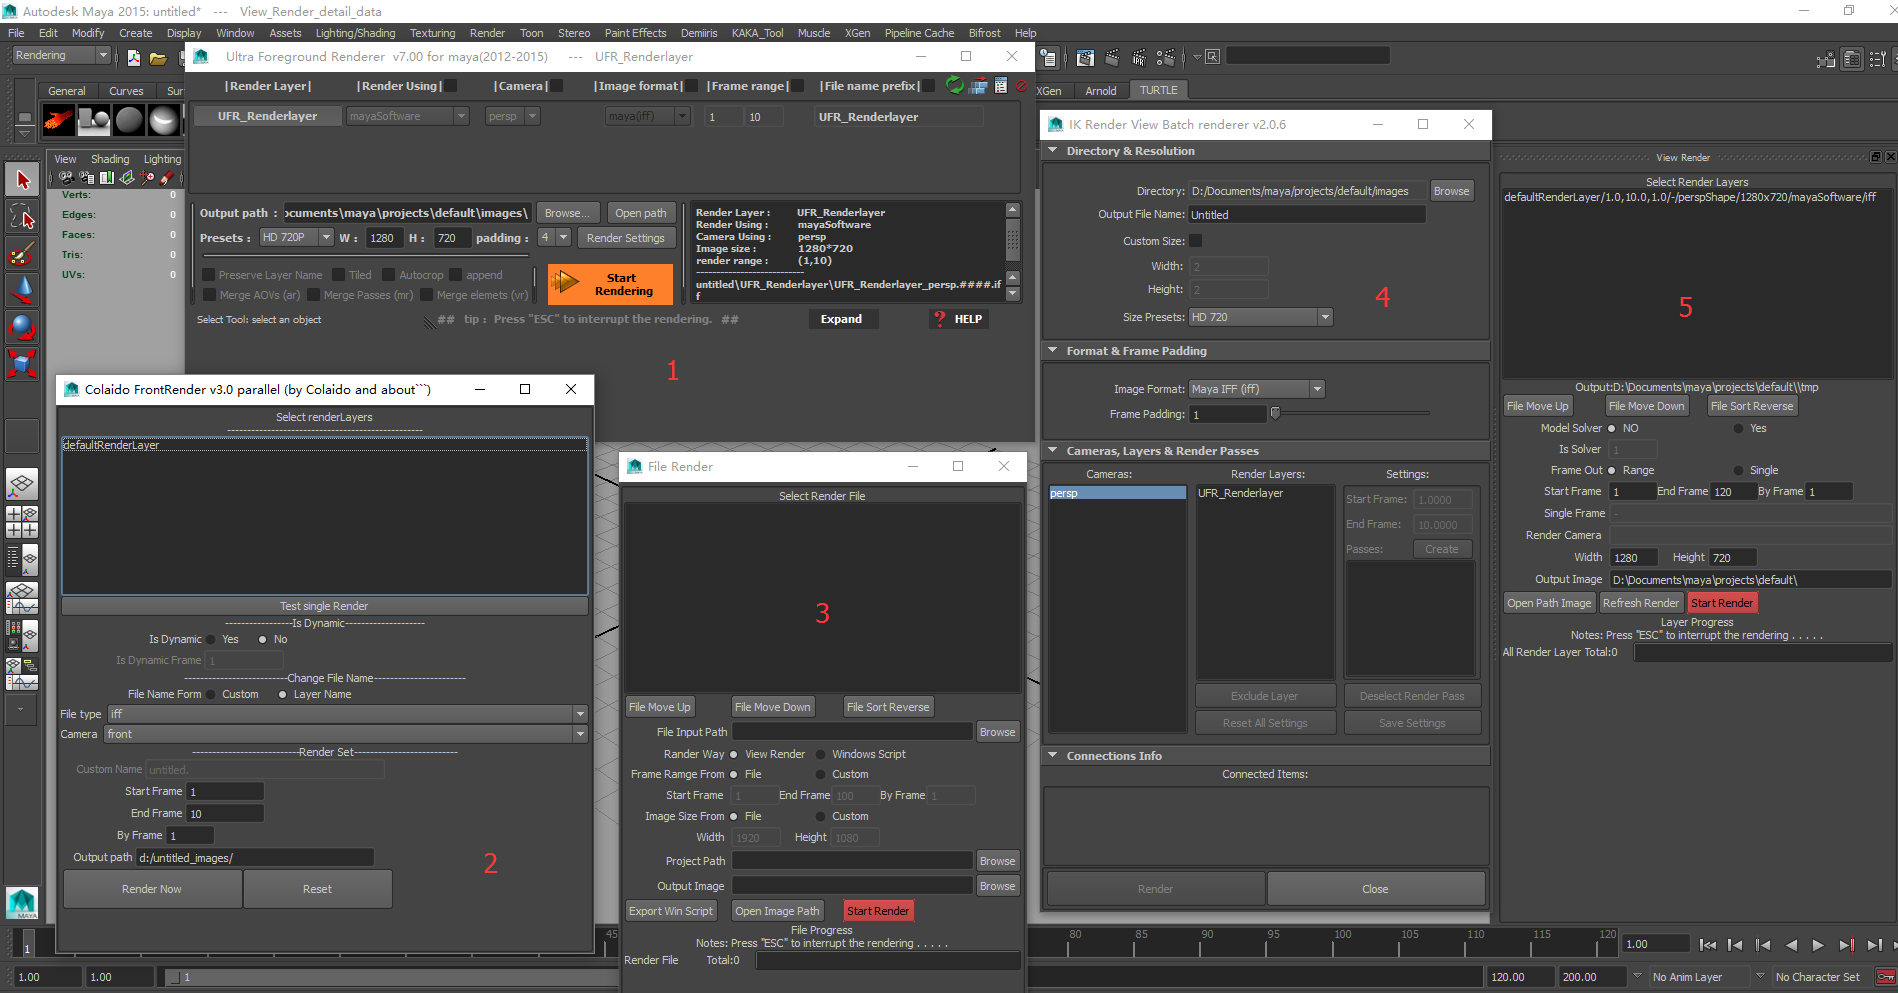 Autodesk Maya 2015: untitled* --- View_Render_detail_data
File Edit Modify Create Display Window Assets Lighting/Shading Texturing Render Toon Stereo Paint Effects Demiris KAKA_Tool Muscle XGen Pipeline Cache Bifrost Help
Rendering
General Curves Sur
XGen Arnold TURTLE
View Shading Lighting
Verts: 0
Edges: 0
Faces: 0
Tris: 0
UVs: 0
Ultra Foreground Renderer v7.00 for maya(2012-2015) --- UFR_Renderlayer
|Render Layer| |Render Using| |Camera| |Image format| |Frame range| |File name prefix|
UFR_Renderlayer mayaSoftware persp maya(iff) 1 10 UFR_Renderlayer
Output path : ocuments\maya\projects\default\images\ Browse... Open path
Presets : HD 720P W : 1280 H : 720 padding : 4 Render Settings
Preserve Layer Name Tiled Autocrop append
Merge AOVs (ar) Merge Passes (mr) Merge elemets (vr)
Start Rendering
Render Layer : UFR_Renderlayer
Render Using : mayaSoftware
Camera Using : persp
Image size : 1280*720
render range : (1,10)
---------------------------
untitled\UFR_Renderlayer\UFR_Renderlayer_persp.####.if
f
Select Tool: select an object ## tip : Press "ESC" to interrupt the rendering. ## Expand ? HELP
1
Colaido FrontRender v3.0 parallel (by Colaido and about```)
Select renderLayers
defaultRenderLayer
Test single Render
-----------------Is Dynamic--------------------
Is Dynamic Yes No
Is Dynamic Frame 1
--------------------------Change File Name-----------------------
File Name Form Custom Layer Name
File type iff
Camera front
---------------------------Render Set--------------------------
Custom Name untitled.
Start Frame 1
End Frame 10
By Frame 1
Output path d:/untitled_images/
Render Now Reset
2
File Render
Select Render File
3
File Move Up File Move Down File Sort Reverse
File Input Path Browse
Rander Way View Render Windows Script
Frame Range From File Custom
Start Frame 1 End Frame 100 By Frame 1
Image Size From File Custom
Width 1920 Height 1080
Project Path Browse
Output Image Browse
Export Win Script Open Image Path Start Render
File Progress
Notes: Press "ESC" to interrupt the rendering . . . . .
Render File Total:0
IK Render View Batch renderer v2.0.6
Directory & Resolution
Directory: D:/Documents/maya/projects/default/images Browse
Output File Name: Untitled
Custom Size:
Width: 2
Height: 2
Size Presets: HD 720
4
Format & Frame Padding
Image Format: Maya IFF (iff)
Frame Padding: 1
Cameras, Layers & Render Passes
Cameras: Render Layers: Settings:
persp UFR_Renderlayer
Start Frame: 1.0000
End Frame: 10.0000
Passes: Create
Exclude Layer Deselect Render Pass
Reset All Settings Save Settings
Connections Info
Connected Items:
Render Close
View Render
Select Render Layers
defaultRenderLayer/1.0,10.0,1.0/-/perspShape/1280x720/mayaSoftware/iff
5
Output:D:\Documents\maya\projects\default\\tmp
File Move Up File Move Down File Sort Reverse
Model Solver NO Yes
Is Solver 1
Frame Out Range Single
Start Frame 1 End Frame 120 By Frame 1
Single Frame -
Render Camera
Width 1280 Height 720
Output Image D:\Documents\maya\projects\default\
Open Path Image Refresh Render Start Render
Layer Progress
Notes: Press "ESC" to interrupt the rendering . . . . .
All Render Layer Total:0
MAYA
1 45 80 85 90 95 100 105 110 115 120 1.00
1.00 1.00 1 120.00 200.00 No Anim Layer No Character Set